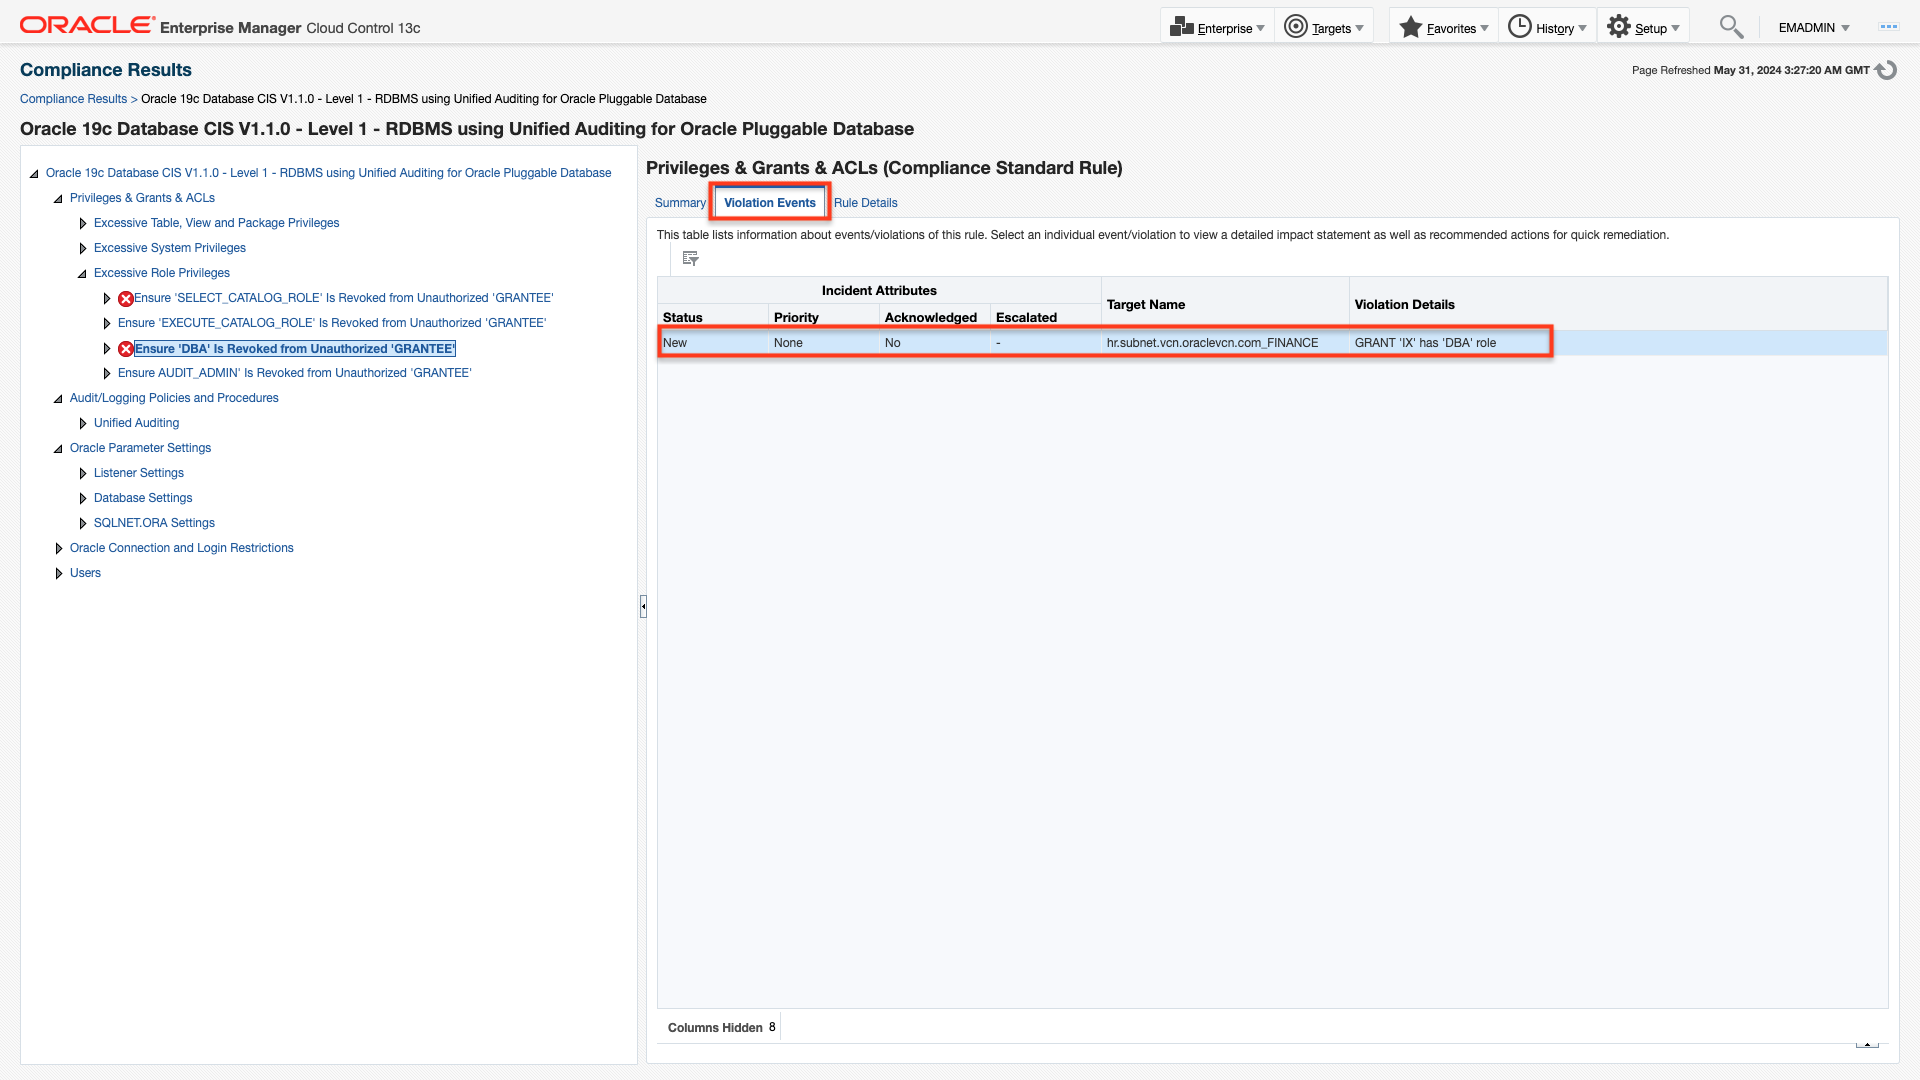 ORACLE Enterprise Manager Cloud Control 13c
Enterprise Targets Favorites History Setup EMADMIN
Compliance Results
Page Refreshed May 31, 2024 3:27:20 AM GMT
Compliance Results > Oracle 19c Database CIS V1.1.0 - Level 1 - RDBMS using Unified Auditing for Oracle Pluggable Database
Oracle 19c Database CIS V1.1.0 - Level 1 - RDBMS using Unified Auditing for Oracle Pluggable Database
Oracle 19c Database CIS V1.1.0 - Level 1 - RDBMS using Unified Auditing for Oracle Pluggable Database
Privileges & Grants & ACLs
Excessive Table, View and Package Privileges
Excessive System Privileges
Excessive Role Privileges
Ensure 'SELECT_CATALOG_ROLE' Is Revoked from Unauthorized 'GRANTEE'
Ensure 'EXECUTE_CATALOG_ROLE' Is Revoked from Unauthorized 'GRANTEE'
Ensure 'DBA' Is Revoked from Unauthorized 'GRANTEE'
Ensure AUDIT_ADMIN' Is Revoked from Unauthorized 'GRANTEE'
Audit/Logging Policies and Procedures
Unified Auditing
Oracle Parameter Settings
Listener Settings
Database Settings
SQLNET.ORA Settings
Oracle Connection and Login Restrictions
Users
Privileges & Grants & ACLs (Compliance Standard Rule)
Summary Violation Events Rule Details
This table lists information about events/violations of this rule. Select an individual event/violation to view a detailed impact statement as well as recommended actions for quick remediation.
Incident Attributes Target Name Violation Details
Status Priority Acknowledged Escalated
New None No - hr.subnet.vcn.oraclevcn.com_FINANCE GRANT 'IX' has 'DBA' role
Columns Hidden 8